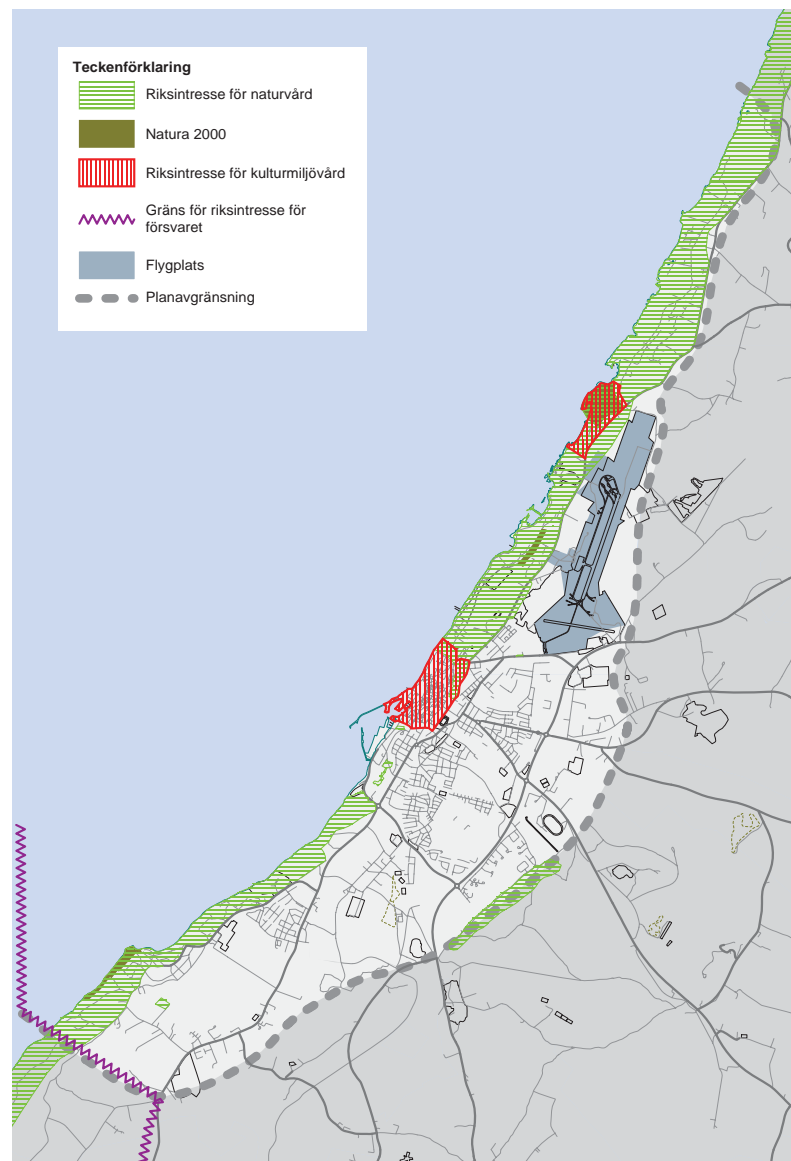 Teckenförklaring
Riksintresse för naturvård
Natura 2000
Riksintresse för kulturmiljövård
Gräns för riksintresse för
försvaret
Flygplats
Planavgränsning